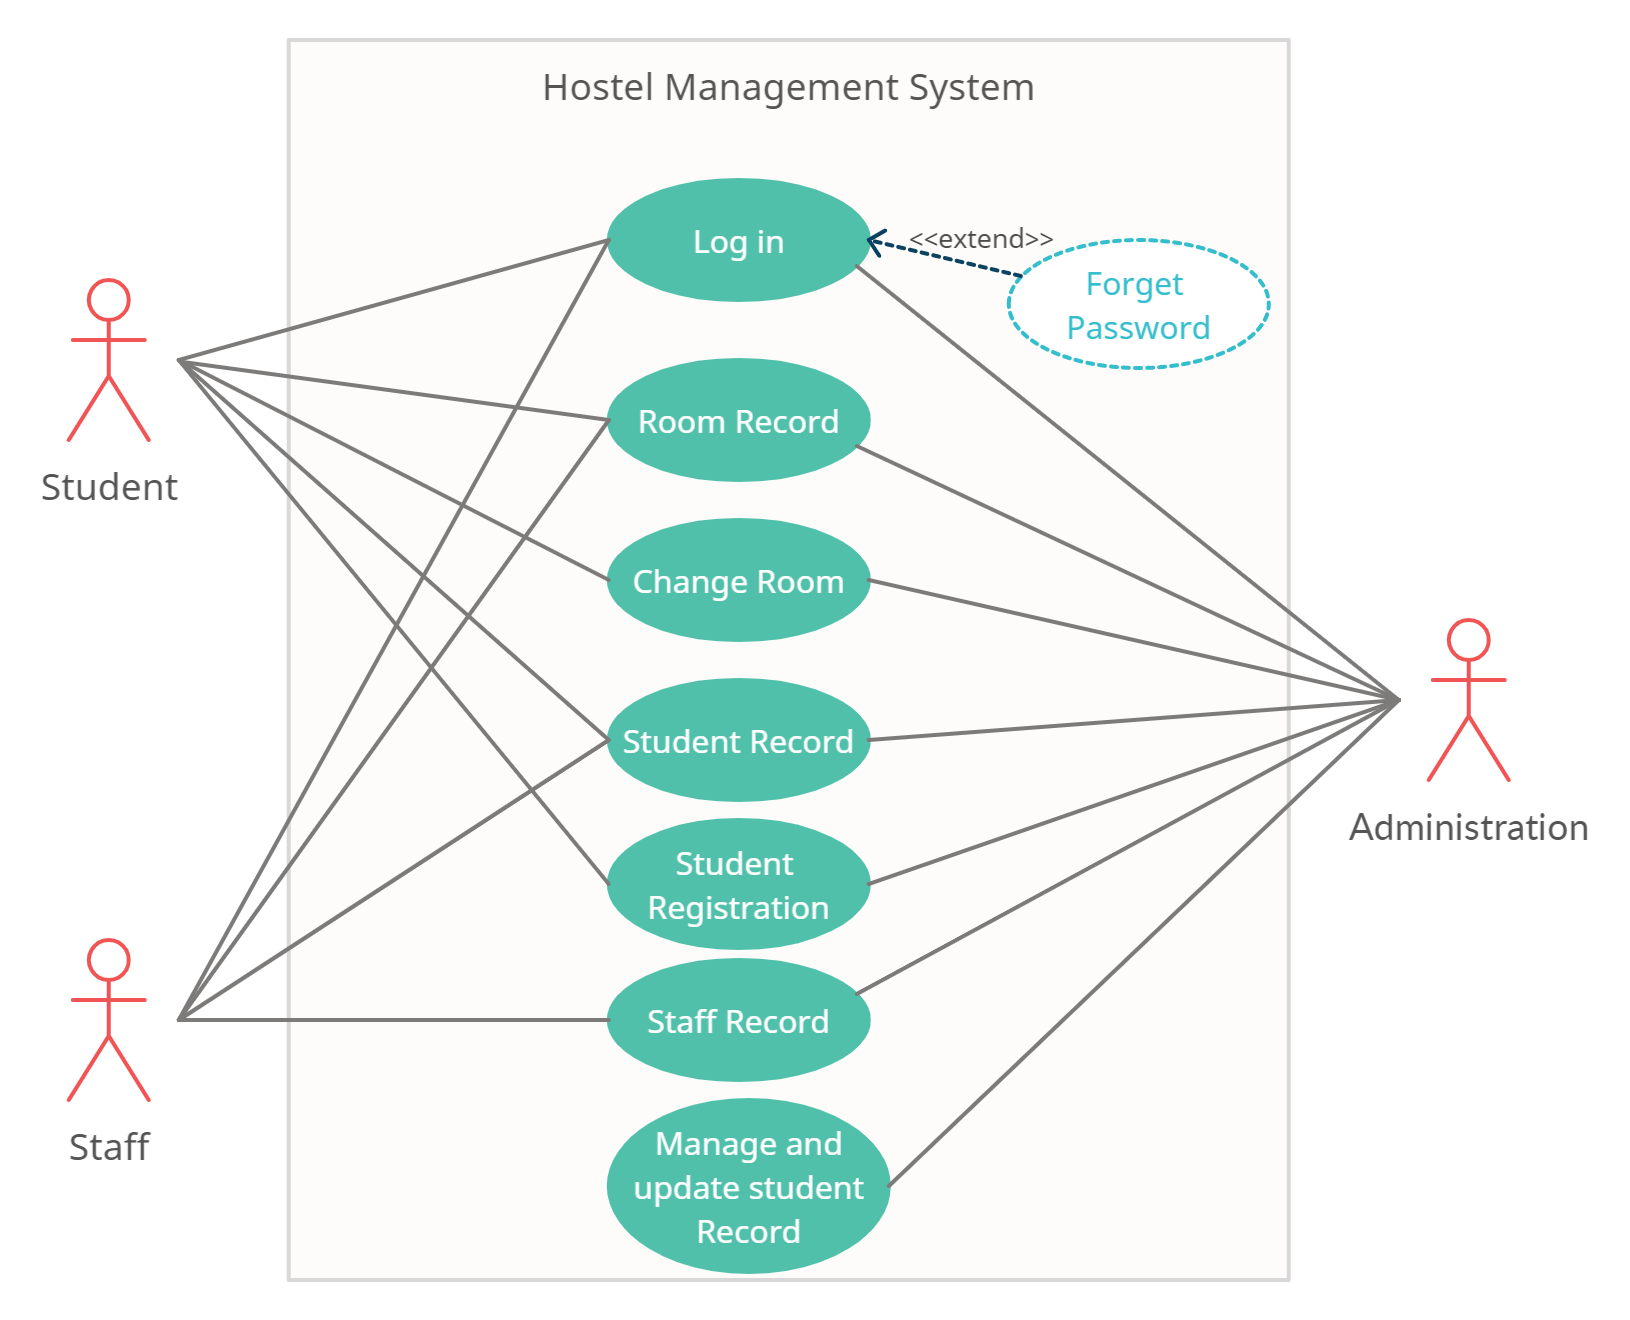 Hostel Management System
Log in
<<extend>>
Forget
Password
Room Record
Student
Change Room
Student Record
Administration
Student
Registration
Staff Record
Staff
Manage and
update student
Record